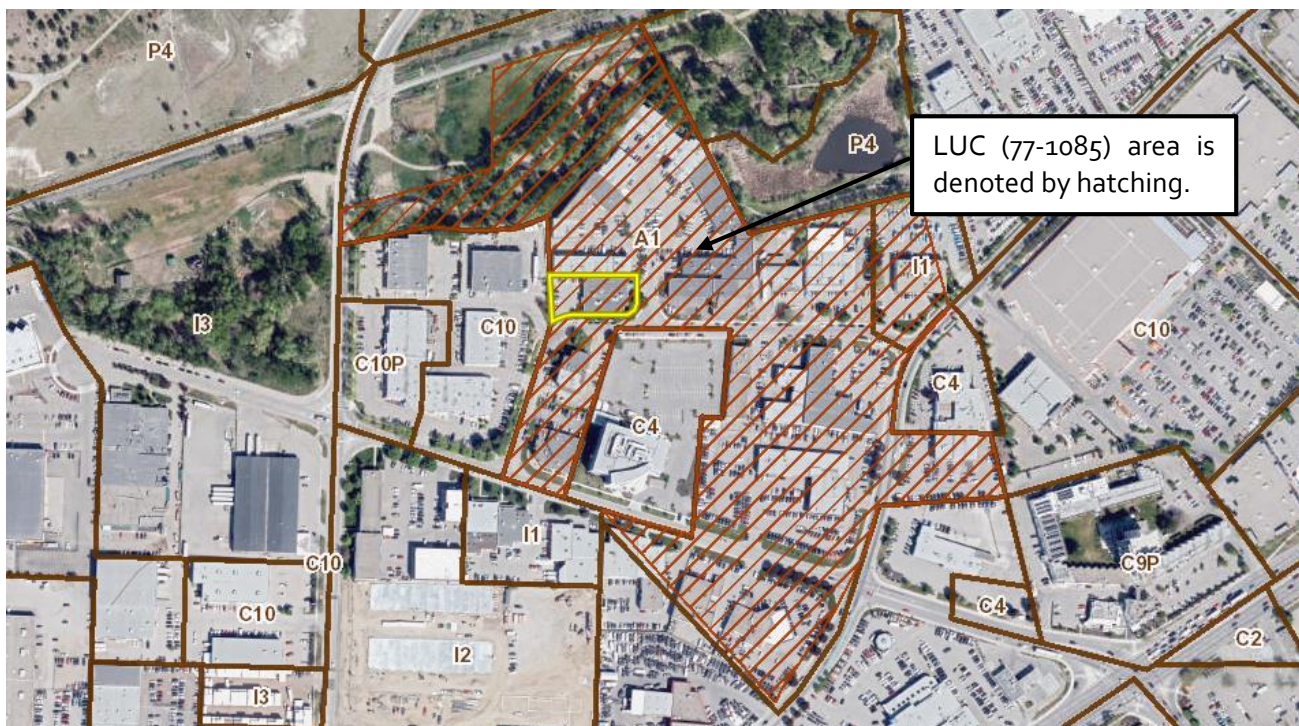 P4
P4
LUC (77-1085) area is
denoted by hatching.
A1
I1
I3
C10
C10
C10P
C4
C4
I1
C10
C9P
C10
C4
I2
C2
I3